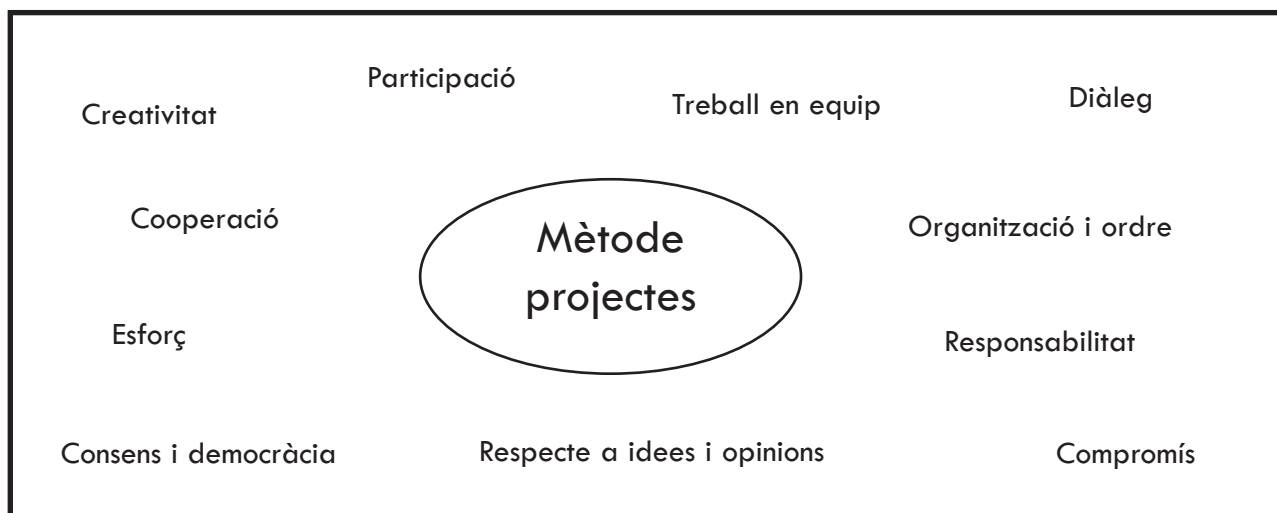 Participació
Creativitat
Treball en equip
Diàleg
Cooperació
Mètode
projectes
Organització i ordre
Esforç
Responsabilitat
Consens i democràcia
Respecte a idees i opinions
Compromís